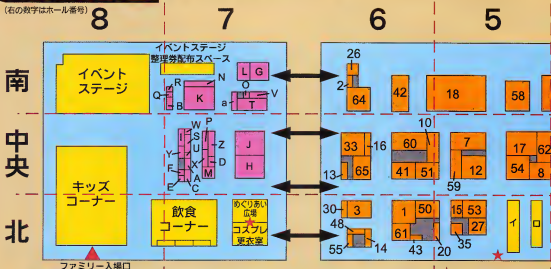 (右の数字はホール番号)
8 7 6 5
イベントステージ
整理券配布スペース
南
イベント
ステージ
Q R B K N L G a O T V
26 2 64 42 18 58
中央
W P S U Y X Z F D A M E C
J
H
33 16 13 65 60 10 41 51 7 12 59 17 62 54 8
キッズ
コーナー
北
飲食
コーナー
めぐりあい
広場
コスプレ
更衣室
30 3 48 55 14 1 50 61 43 20 15 53 27 35
イ ロ
ファミリー入場口